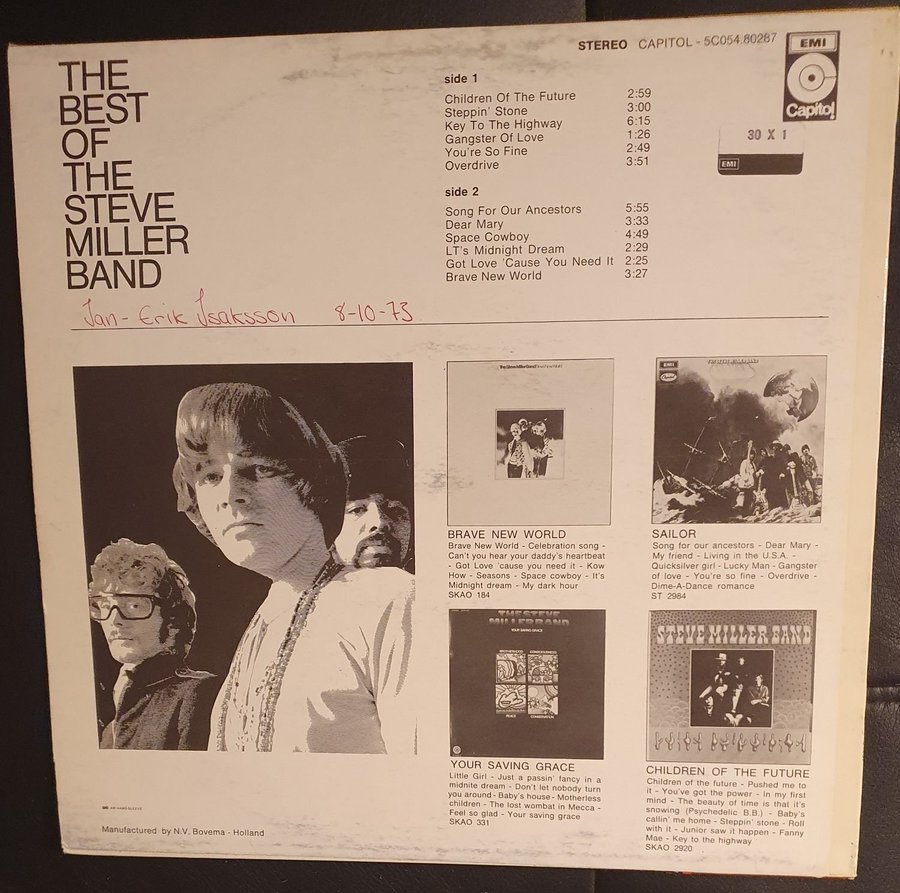 THE
BEST
OF
THE
STEVE
MILLER
BAND
STEREO CAPITOL - 5C054.80287
EMI
Capitol
30 X 1
EMI
side 1
Children Of The Future 2:59
Steppin' Stone 3:00
Key To The Highway 6:15
Gangster Of Love 1:26
You're So Fine 2:49
Overdrive 3:51
side 2
Song For Our Ancestors 5:55
Dear Mary 3:33
Space Cowboy 4:49
LT's Midnight Dream 2:29
Got Love 'Cause You Need It 2:25
Brave New World 3:27
Jan-Erik Isaksson 8-10-73
BRAVE NEW WORLD
Brave New World - Celebration song -
Can't you hear your daddy's heartbeat
- Got Love 'cause you need it - Kow
How - Seasons - Space cowboy - It's
Midnight dream - My dark hour
SKAO 184
EMI
SAILOR
Song for our ancestors - Dear Mary -
My friend - Living in the U.S.A. -
Quicksilver girl - Lucky Man - Gangster
of love - You're so fine - Overdrive -
Dime-A-Dance romance
ST 2984
THE STEVE
MILLER BAND
YOUR SAVING GRACE
BROTHERHOOD CONSCIOUSNESS
PEACE CONSERVATION
YOUR SAVING GRACE
Little Girl - Just a passin' fancy in a
midnite dream - Don't let nobody turn
you around - Baby's house - Motherless
children - The lost wombat in Mecca -
Feel so glad - Your saving grace
SKAO 331
STEVE MILLER BAND
CHILDREN OF THE FUTURE
Children of the future - Pushed me to
it - You've got the power - In my first
mind - The beauty of time is that it's
snowing (Psychedelic B.B.) - Baby's
callin' me home - Steppin' stone - Roll
with it - Junior saw it happen - Fanny
Mae - Key to the highway
SKAO 2920
Manufactured by N.V. Bovema - Holland